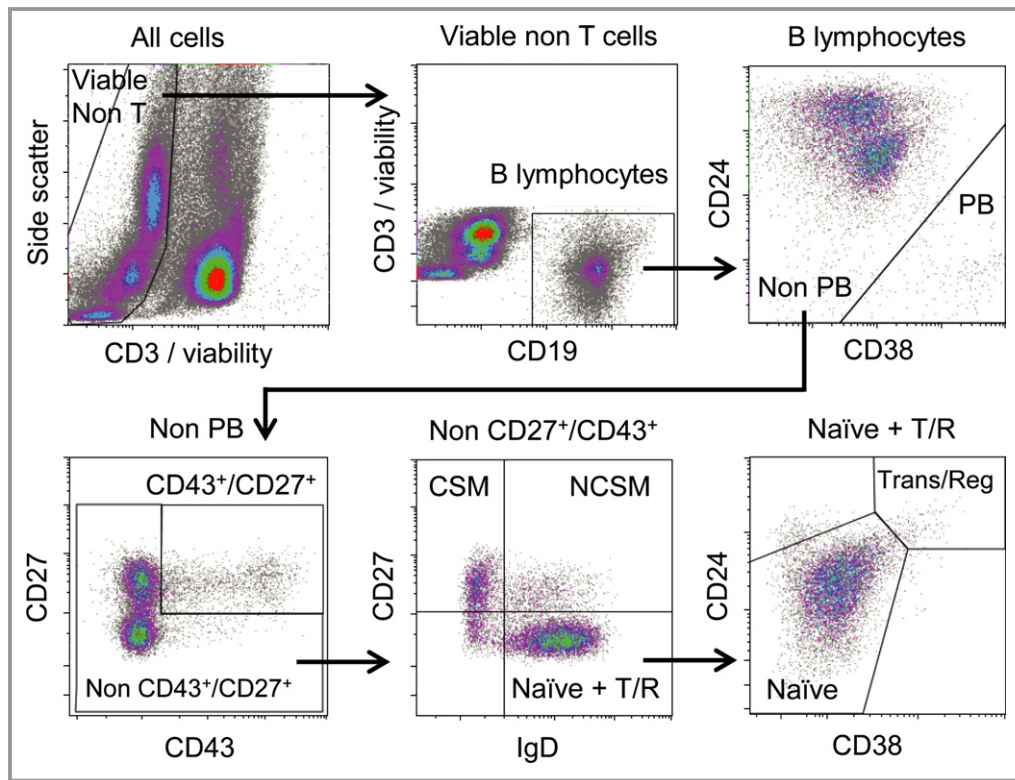 All cells
Viable non T cells
B lymphocytes
Viable
Non T
Side scatter
CD3 / viability
B lymphocytes
CD3 / viability
CD19
CD24
PB
Non PB
CD38
Non PB
Non CD27⁺/CD43⁺
Naïve + T/R
CD43⁺/CD27⁺
CD27
Non CD43⁺/CD27⁺
CD43
CSM
NCSM
CD27
Naïve + T/R
IgD
Trans/Reg
CD24
Naïve
CD38